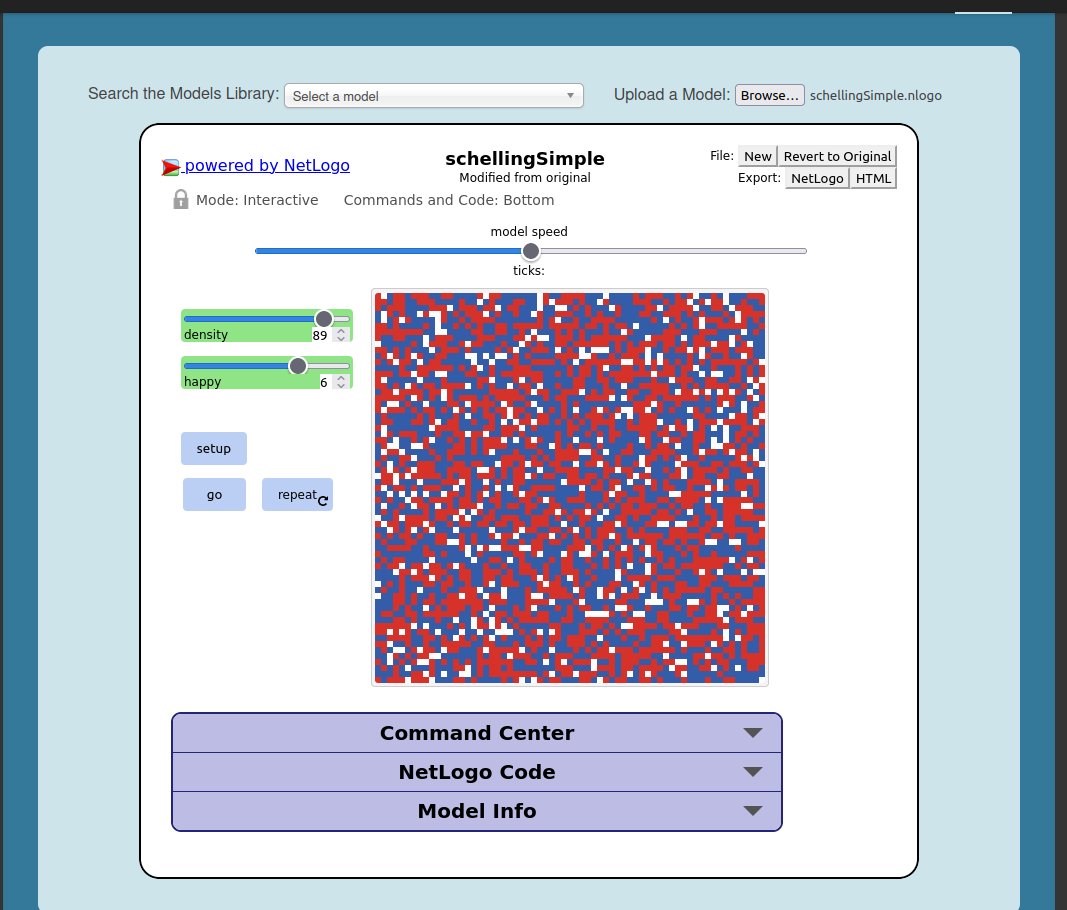 Search the Models Library: Select a model Upload a Model: Browse... schellingSimple.nlogo
powered by NetLogo
schellingSimple
Modified from original
File: New Revert to Original
Export: NetLogo HTML
Mode: Interactive Commands and Code: Bottom
model speed
ticks:
density 89
happy 6
setup
go repeat
Command Center
NetLogo Code
Model Info